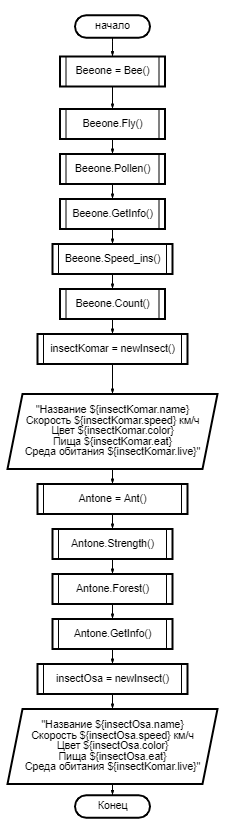 начало
Beeone = Bee()
Beeone.Fly()
Beeone.Pollen()
Beeone.GetInfo()
Beeone.Speed_ins()
Beeone.Count()
insectKomar = newInsect()
"Название ${insectKomar.name}
Скорость ${insectKomar.speed} км/ч
Цвет ${insectKomar.color}
Пища ${insectKomar.eat}
Среда обитания ${insectKomar.live}"
Antone = Ant()
Antone.Strength()
Antone.Forest()
Antone.GetInfo()
insectOsa = newInsect()
"Название ${insectOsa.name}
Скорость ${insectOsa.speed} км/ч
Цвет ${insectOsa.color}
Пища ${insectOsa.eat}
Среда обитания ${insectKomar.live}"
Конец